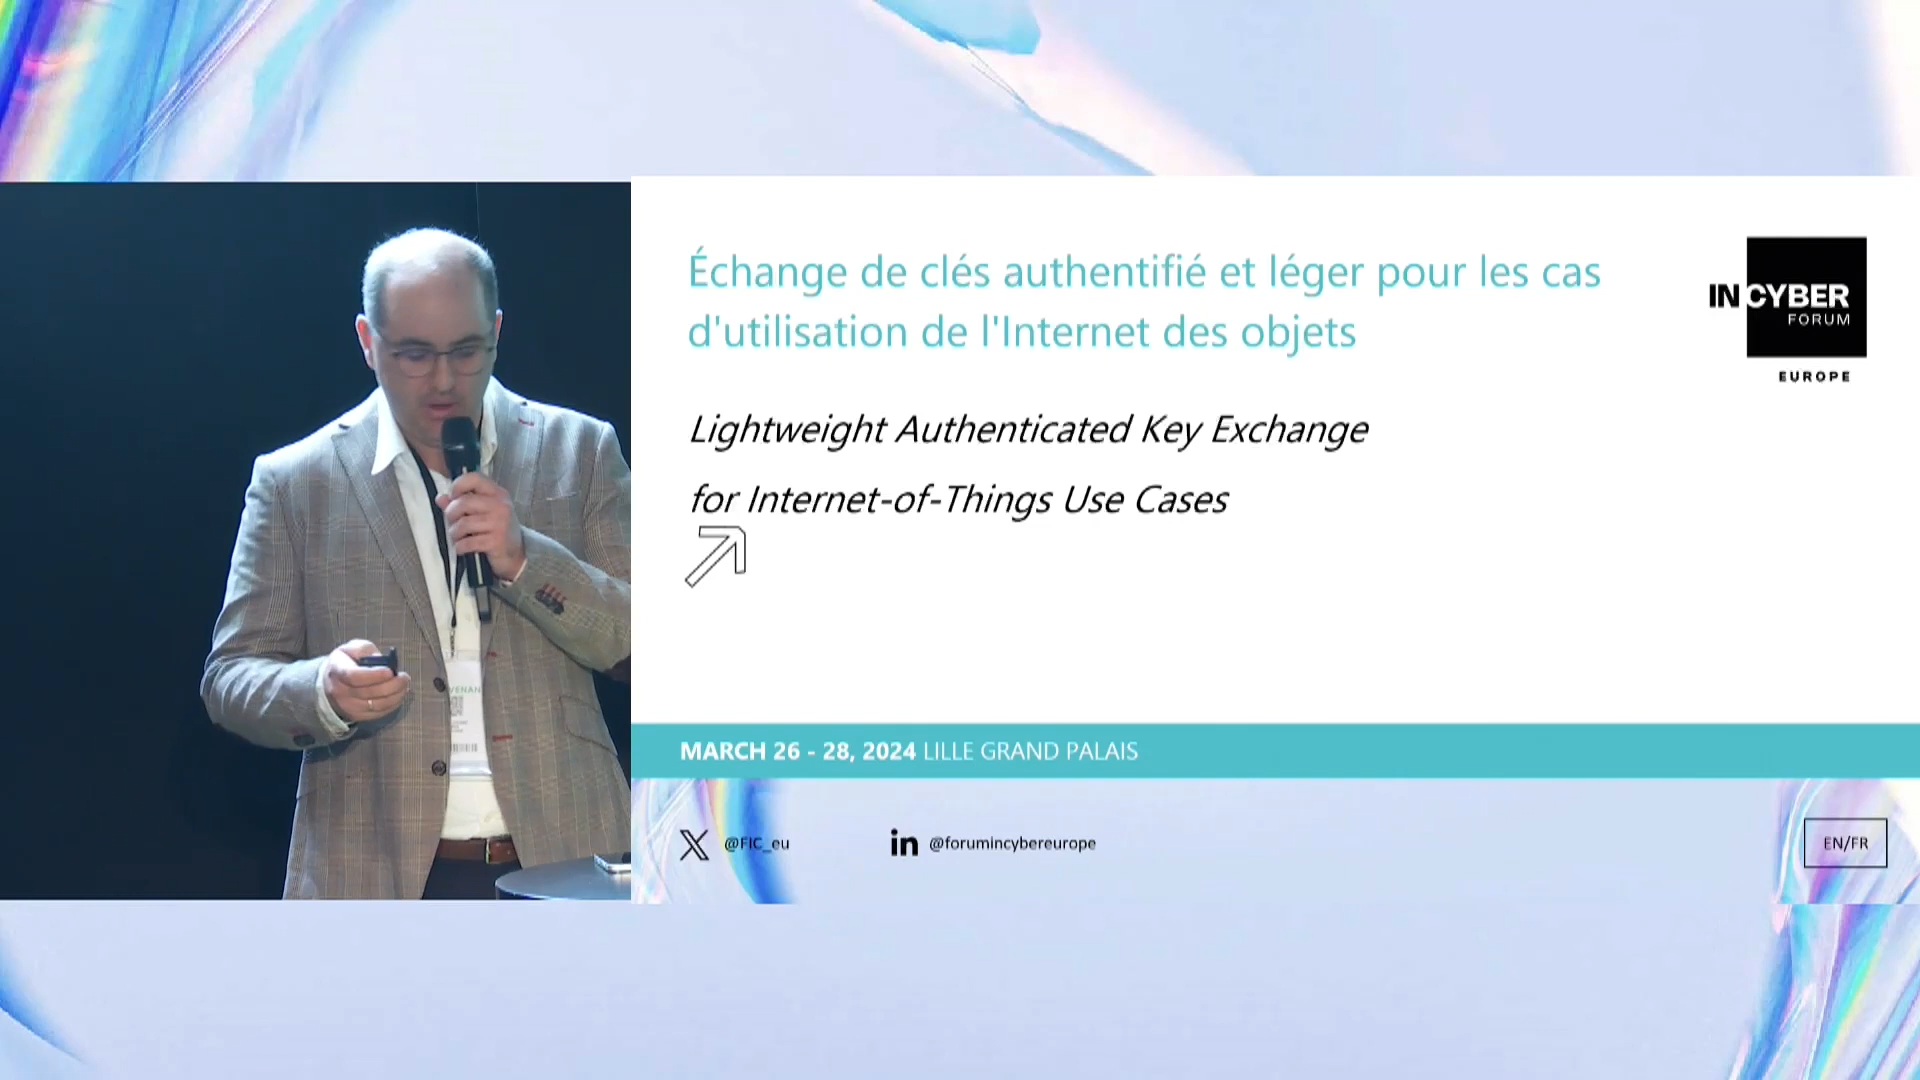 Échange de clés authentifié et léger pour les cas
d'utilisation de l'Internet des objets
Lightweight Authenticated Key Exchange
for Internet-of-Things Use Cases
INCYBER
FORUM
EUROPE
VENAN
MARCH 26 - 28, 2024 LILLE GRAND PALAIS
@FIC_eu
in @forumincybereurope
EN/FR